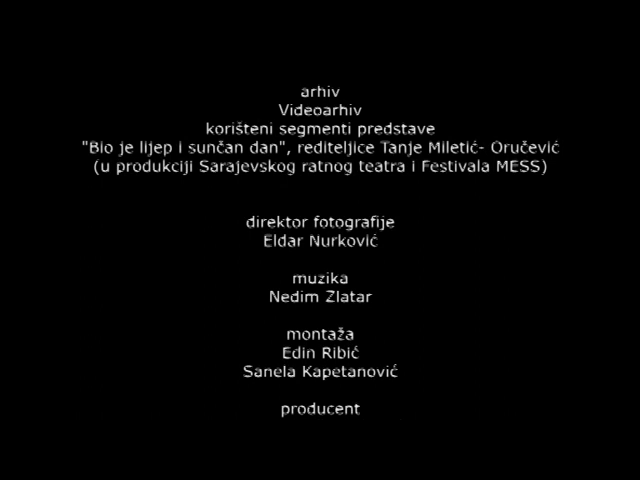 arhiv
Videoarhiv
korišteni segmenti predstave
"Bio je lijep i sunčan dan", rediteljice Tanje Miletić- Oručević
(u produkciji Sarajevskog ratnog teatra i Festivala MESS)
direktor fotografije
Eldar Nurković
muzika
Nedim Zlatar
montaža
Edin Ribić
Sanela Kapetanović
producent